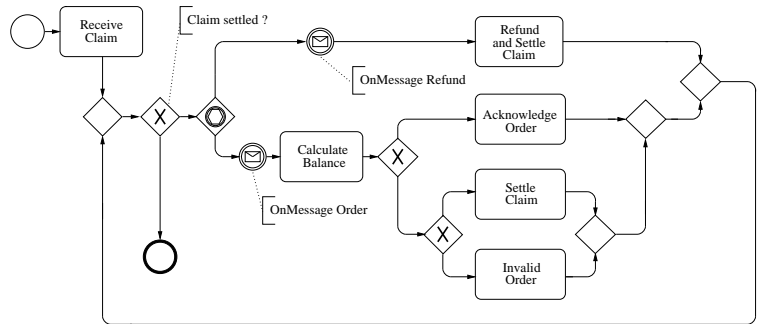 Receive
Claim
Claim settled ?
OnMessage Refund
Refund
and Settle
Claim
Calculate
Balance
OnMessage Order
Acknowledge
Order
Settle
Claim
Invalid
Order
X
X
X